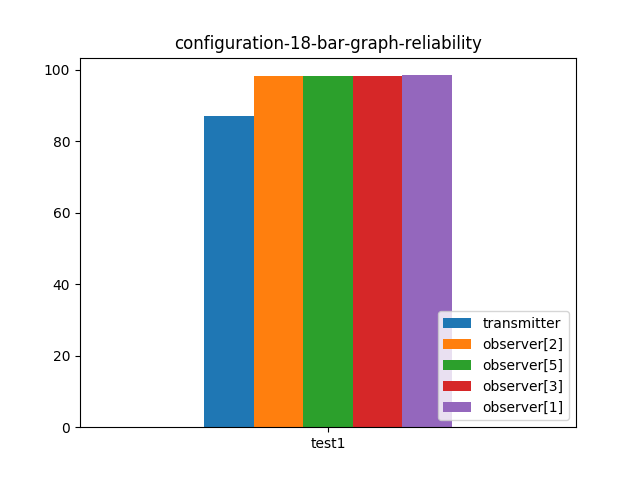 configuration-18-bar-graph-reliability
100
80
60
40
20
0
transmitter
observer[2]
observer[5]
observer[3]
observer[1]
test1